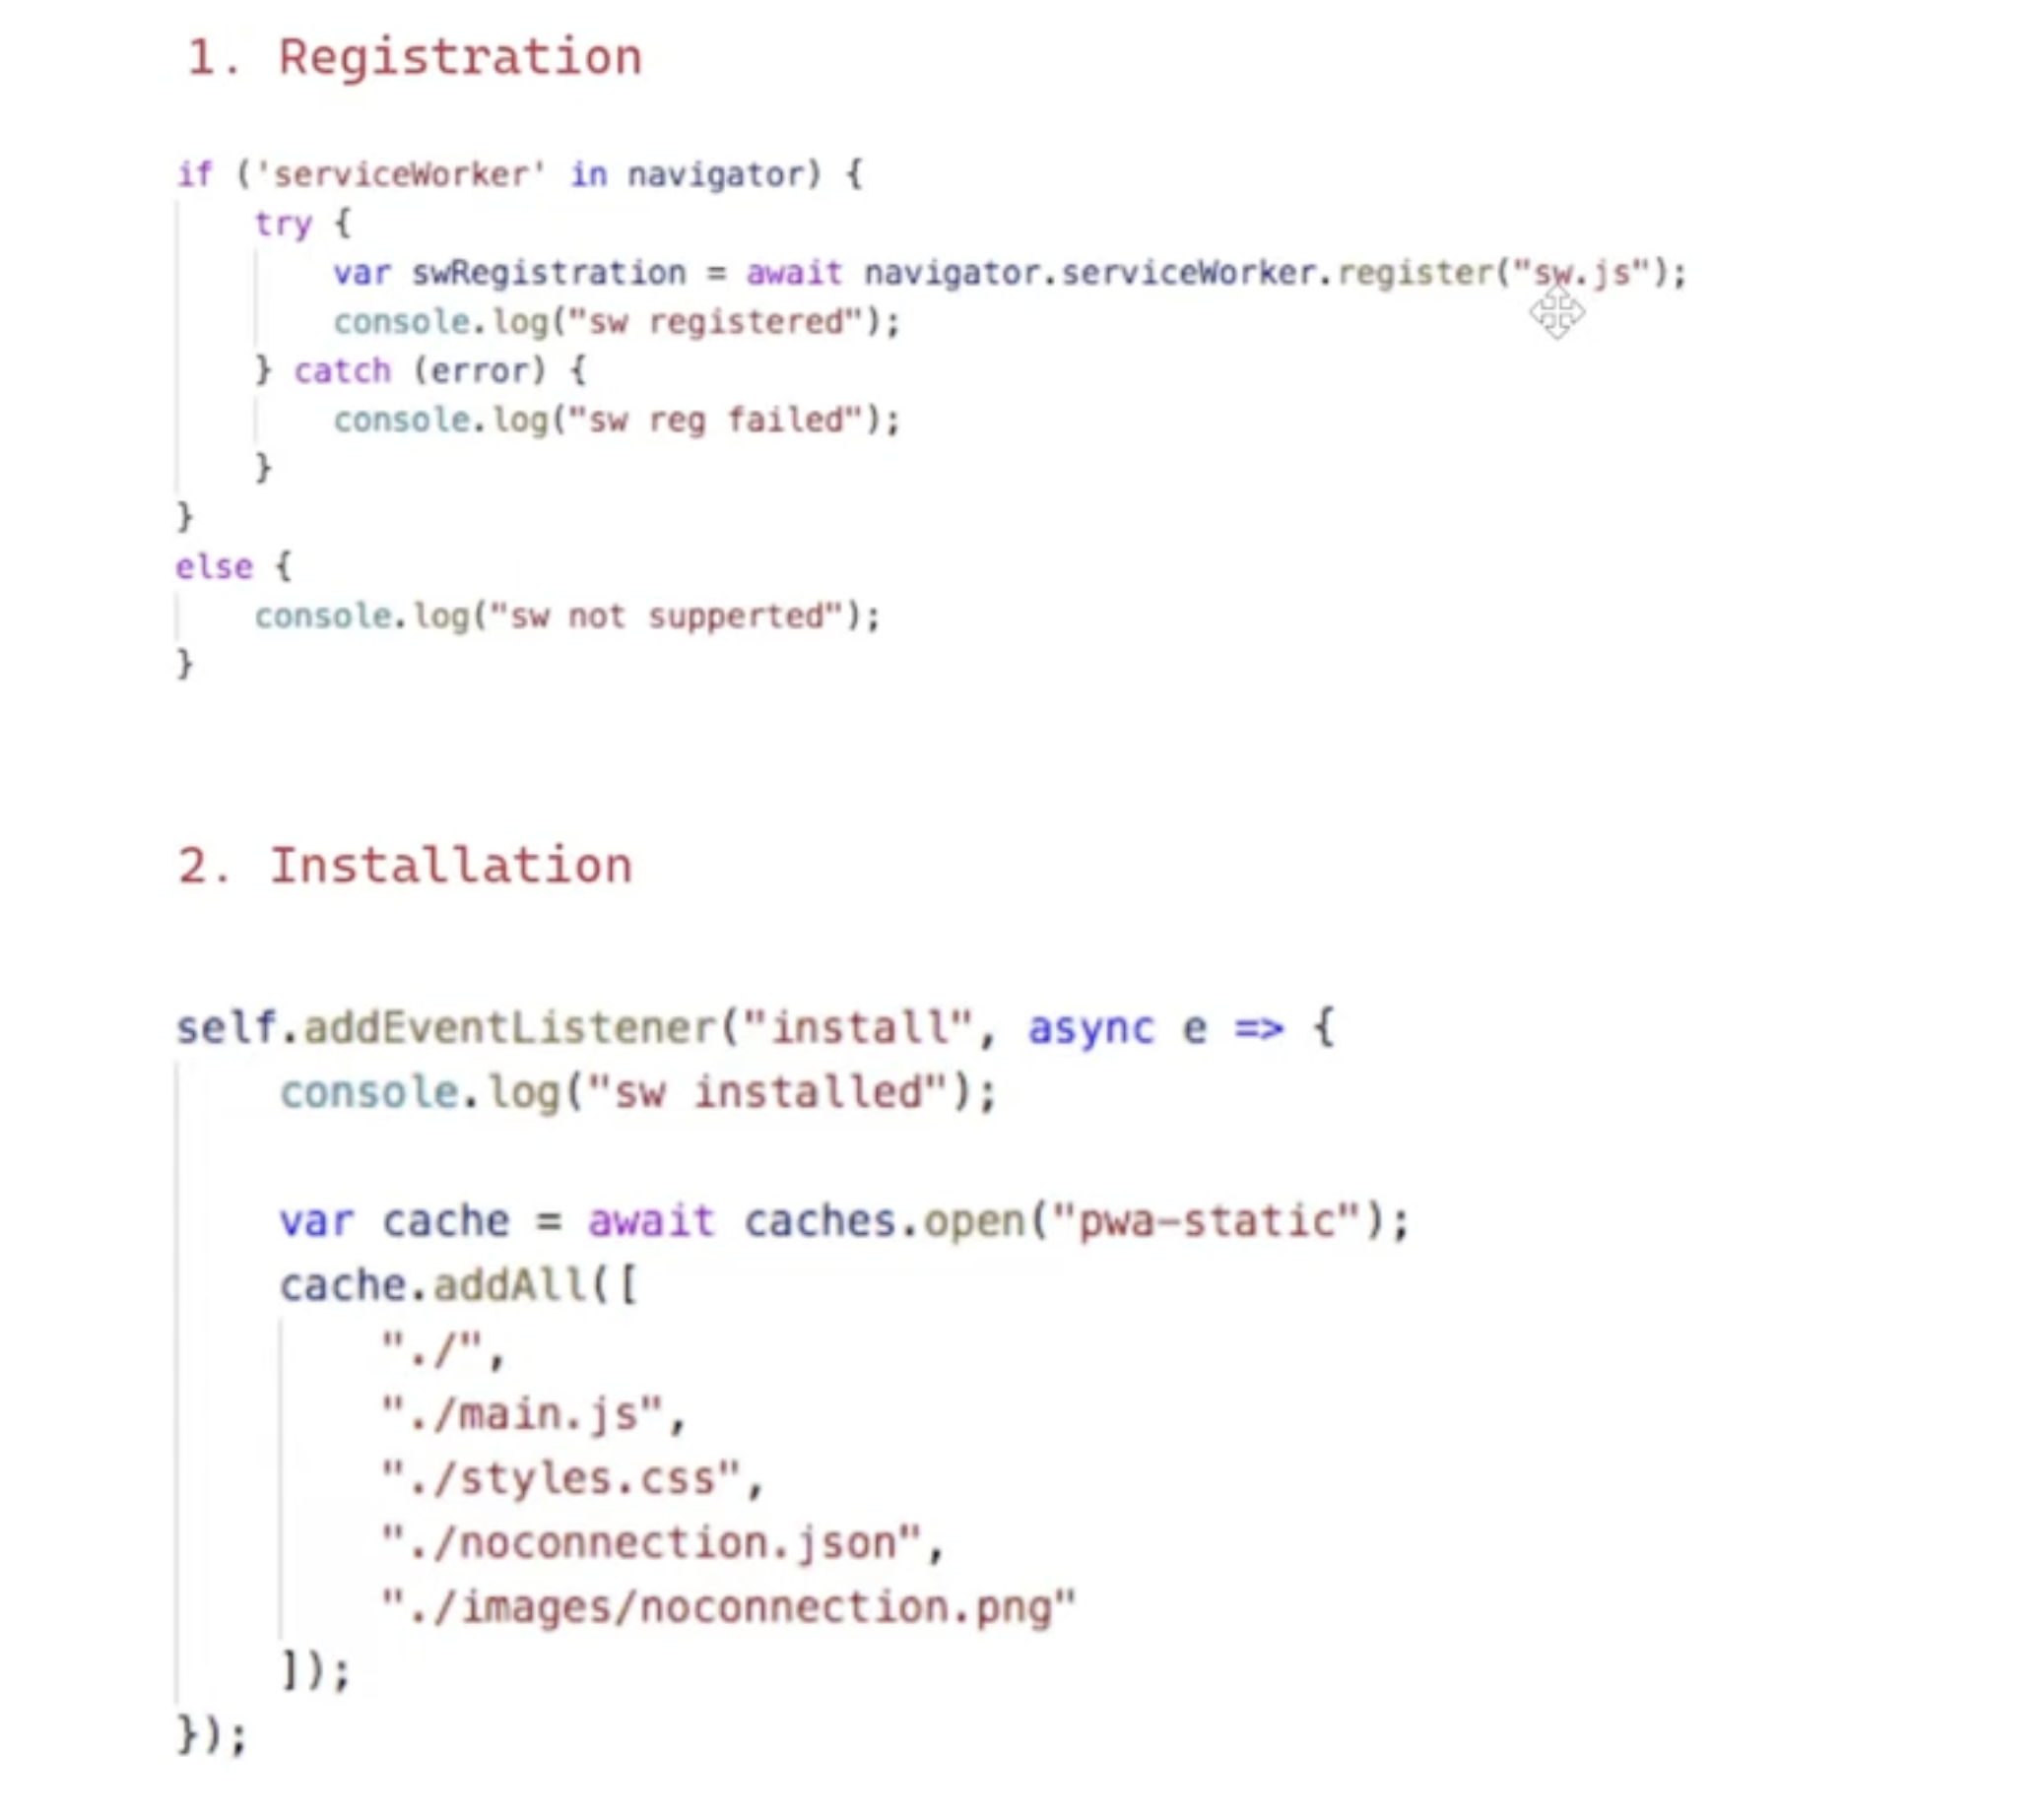 1. Registration
if ('serviceWorker' in navigator) {
    try {
        var swRegistration = await navigator.serviceWorker.register("sw.js");
        console.log("sw registered");
    } catch (error) {
        console.log("sw reg failed");
    }
}
else {
    console.log("sw not supperted");
}
2. Installation
self.addEventListener("install", async e => {
    console.log("sw installed");
    var cache = await caches.open("pwa-static");
    cache.addAll([
        "./",
        "./main.js",
        "./styles.css",
        "./noconnection.json",
        "./images/noconnection.png"
    ]);
});